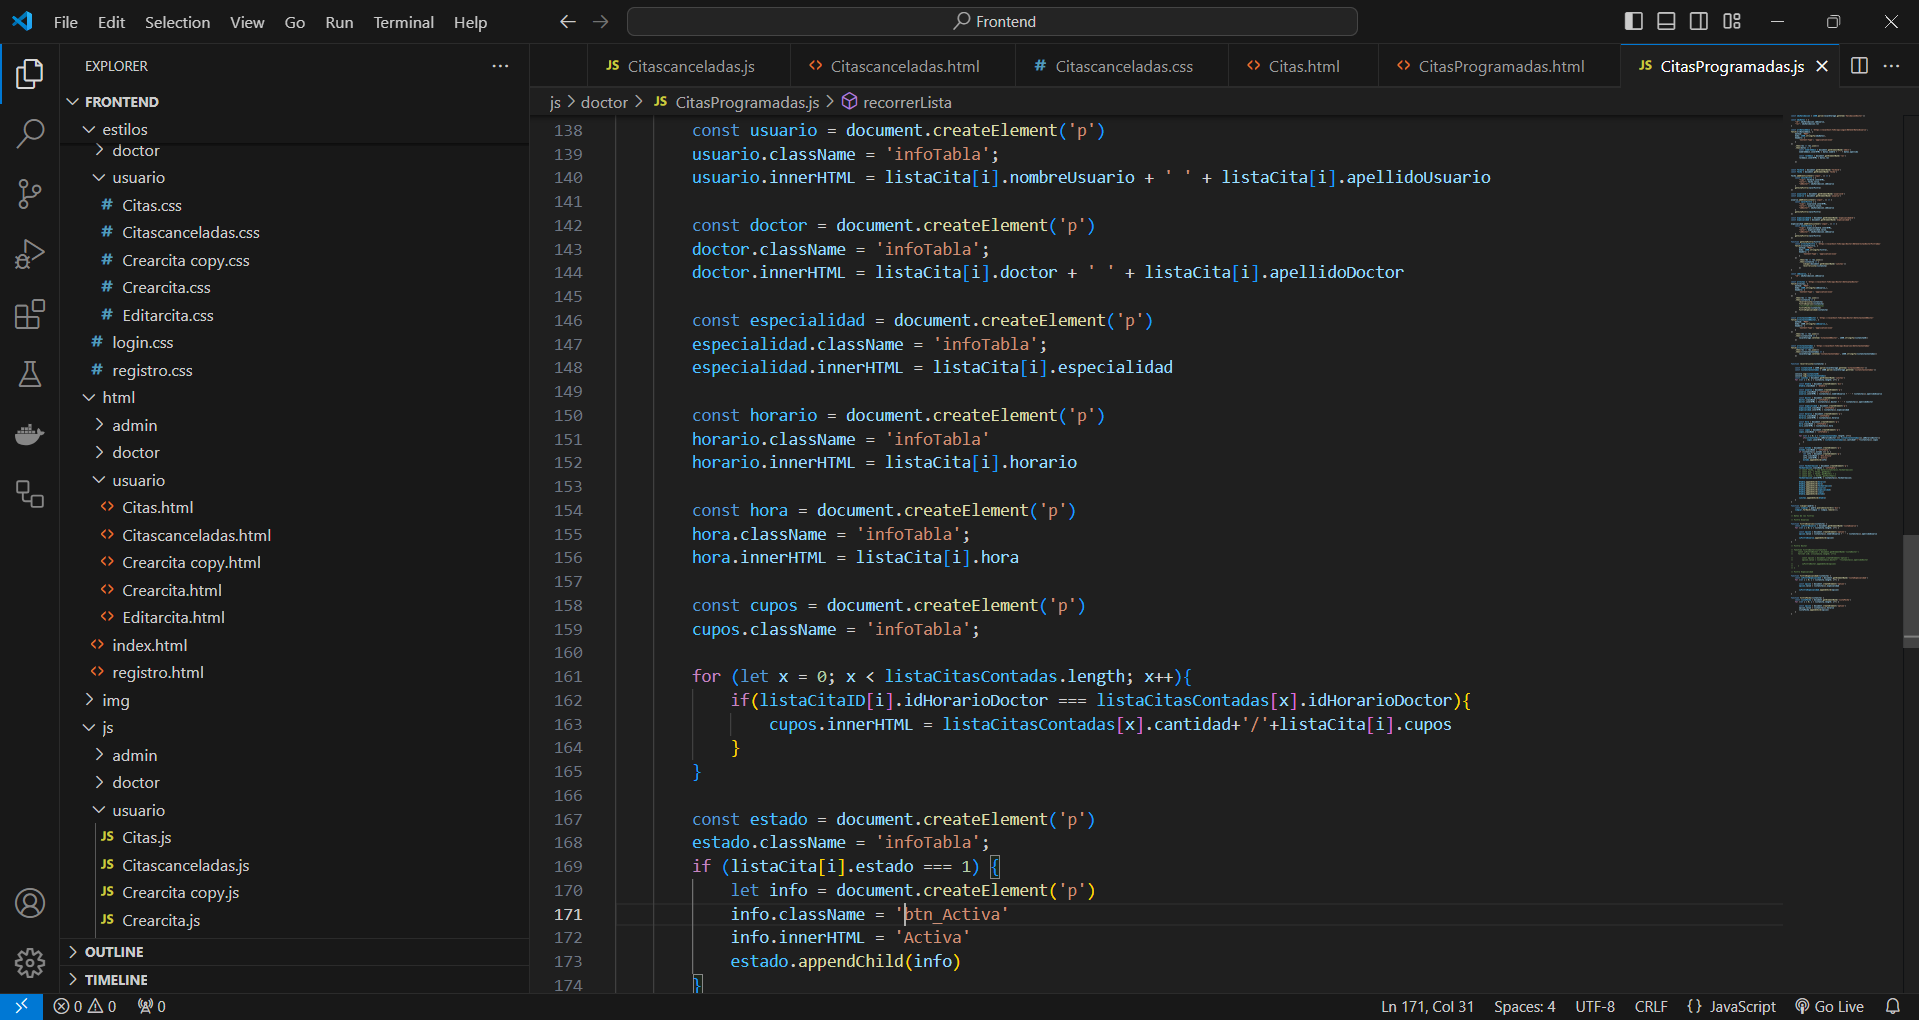 File Edit Selection View Go Run Terminal Help
Frontend
EXPLORER
FRONTEND
estilos
doctor
usuario
# Citas.css
# Citascanceladas.css
# Crearcita copy.css
# Crearcita.css
# Editarcita.css
# login.css
# registro.css
html
admin
doctor
usuario
<> Citas.html
<> Citascanceladas.html
<> Crearcita copy.html
<> Crearcita.html
<> Editarcita.html
<> index.html
<> registro.html
img
js
admin
doctor
usuario
JS Citas.js
JS Citascanceladas.js
JS Crearcita copy.js
JS Crearcita.js
OUTLINE
TIMELINE
JS Citascanceladas.js <> Citascanceladas.html # Citascanceladas.css <> Citas.html <> CitasProgramadas.html JS CitasProgramadas.js
js > doctor > JS CitasProgramadas.js > recorrerLista
138 const usuario = document.createElement('p')
139 usuario.className = 'infoTabla';
140 usuario.innerHTML = listaCita[i].nombreUsuario + ' ' + listaCita[i].apellidoUsuario
141
142 const doctor = document.createElement('p')
143 doctor.className = 'infoTabla';
144 doctor.innerHTML = listaCita[i].doctor + ' ' + listaCita[i].apellidoDoctor
145
146 const especialidad = document.createElement('p')
147 especialidad.className = 'infoTabla';
148 especialidad.innerHTML = listaCita[i].especialidad
149
150 const horario = document.createElement('p')
151 horario.className = 'infoTabla'
152 horario.innerHTML = listaCita[i].horario
153
154 const hora = document.createElement('p')
155 hora.className = 'infoTabla';
156 hora.innerHTML = listaCita[i].hora
157
158 const cupos = document.createElement('p')
159 cupos.className = 'infoTabla';
160
161 for (let x = 0; x < listaCitasContadas.length; x++){
162 if(listaCitaID[i].idHorarioDoctor === listaCitasContadas[x].idHorarioDoctor){
163 cupos.innerHTML = listaCitasContadas[x].cantidad+'/'+listaCita[i].cupos
164 }
165 }
166
167 const estado = document.createElement('p')
168 estado.className = 'infoTabla';
169 if (listaCita[i].estado === 1) {
170 let info = document.createElement('p')
171 info.className = 'btn_Activa'
172 info.innerHTML = 'Activa'
173 estado.appendChild(info)
174 }
0 0 0 Ln 171, Col 31 Spaces: 4 UTF-8 CRLF {} JavaScript Go Live